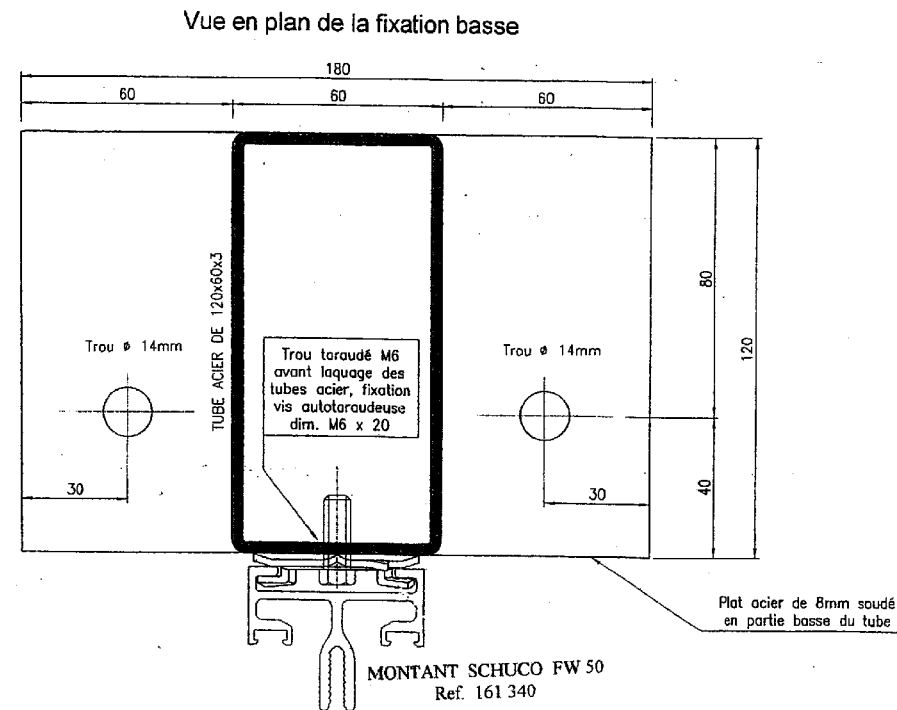 Vue en plan de la fixation basse
180
60 60 60
TUBE ACIER DE 120x60x3
80
120
40
Trou ø 14mm
Trou ø 14mm
Trou taraudé M6
avant laquage des
tubes acier, fixation
vis autotaraudeuse
dim. M6 x 20
30
30
Plat acier de 8mm soudé
en partie basse du tube
MONTANT SCHUCO FW 50
Ref. 161 340